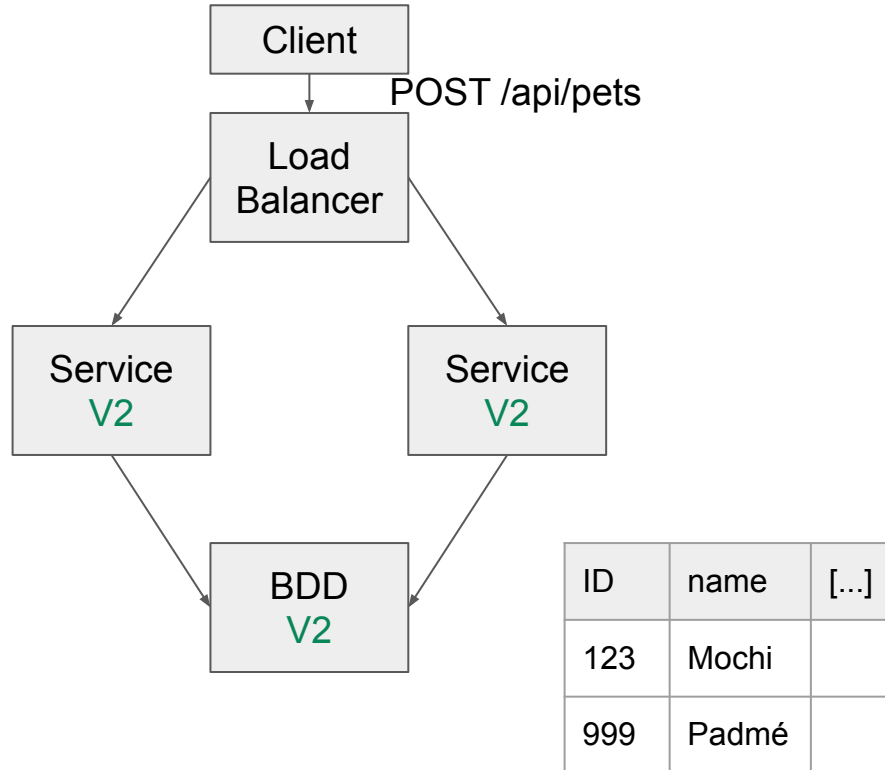 Client
POST /api/pets
Load
Balancer
Service
V2
Service
V2
BDD
V2
ID name [...]
123 Mochi
999 Padmé